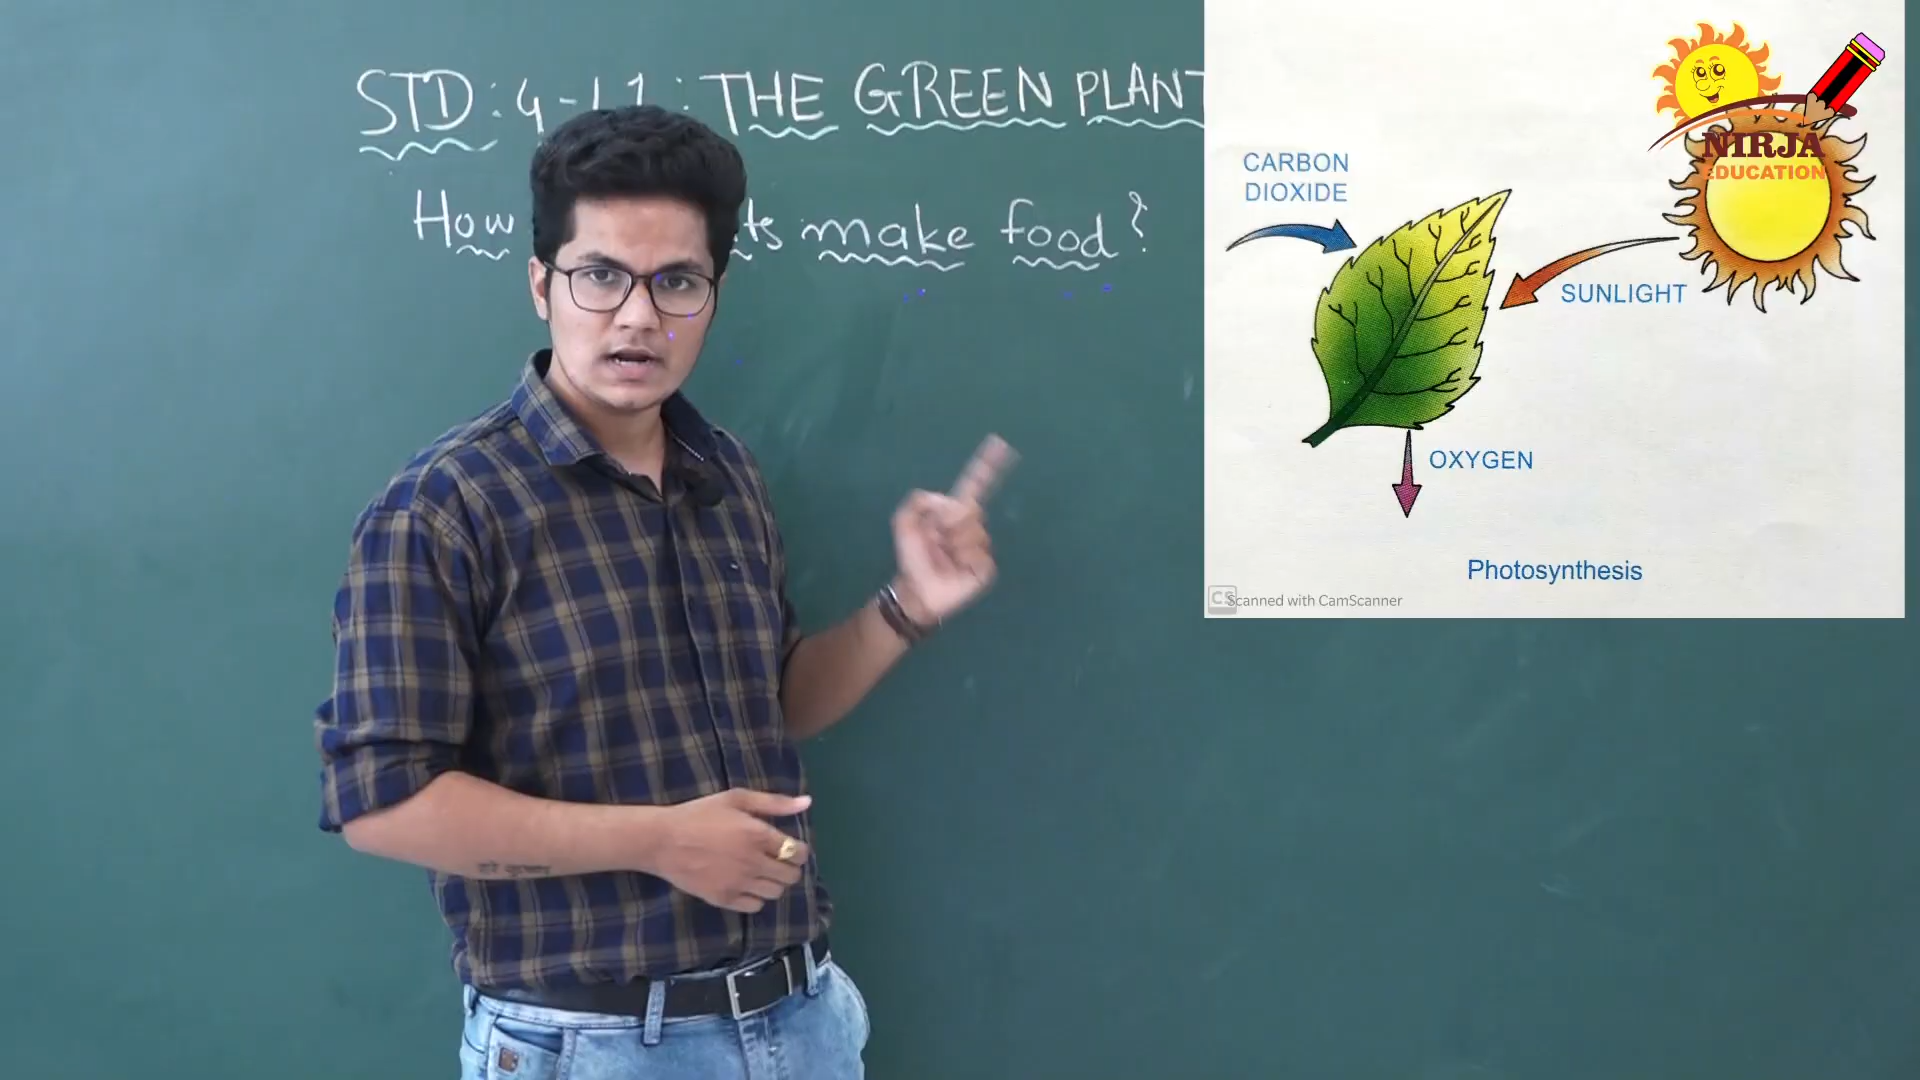 STD: 4 - L1: THE GREEN PLANT
How make food?
CARBON
DIOXIDE
SUNLIGHT
OXYGEN
Photosynthesis
CS Scanned with CamScanner
NIRJA
EDUCATION